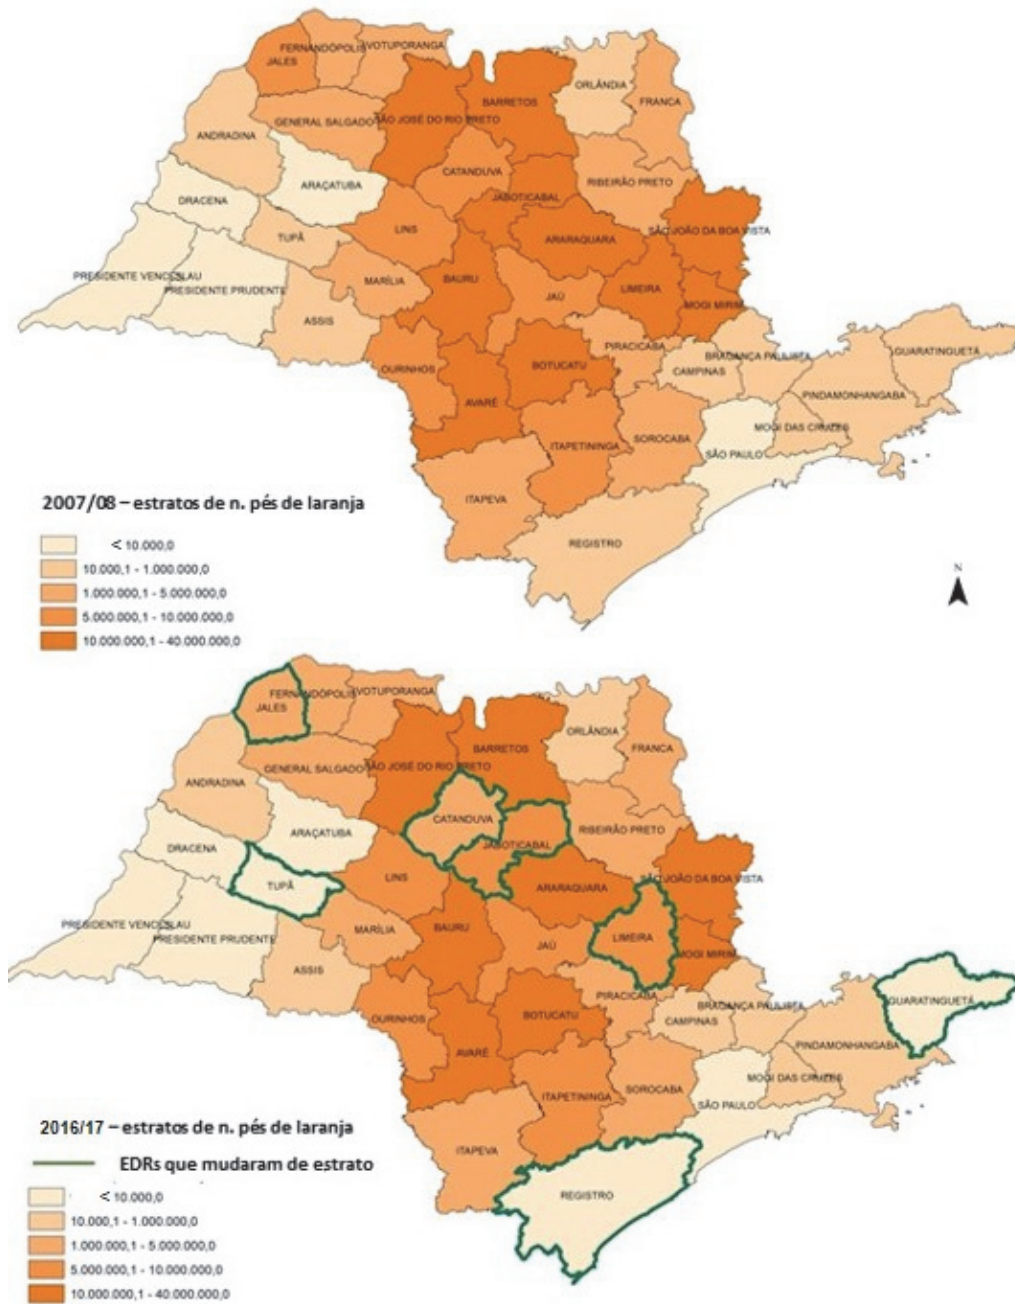 FERNANDÓPOLIS
VOTUPORANGA
JALES
ORLÂNDIA
BARRETOS
FRANCA
GENERAL SALGADO
SÃO JOSÉ DO RIO PRETO
ANDRADINA
CATANDUVA
RIBEIRÃO PRETO
ARAÇATUBA
JABOTICABAL
DRACENA
LINS
SÃO JOÃO DA BOA VISTA
TUPÃ
ARARAQUARA
PRESIDENTE VENCESLAU
MARÍLIA
BAURU
LIMEIRA
PRESIDENTE PRUDENTE
JAÚ
MOGI MIRIM
ASSIS
PIRACICABA
GUARATINGUETÁ
BRAGANÇA PAULISTA
OURINHOS
BOTUCATU
CAMPINAS
PINDAMONHANGABA
AVARÉ
MOGI DAS CRUZES
SOROCABA
ITAPETININGA
SÃO PAULO
ITAPEVA
REGISTRO
2007/08 – estratos de n. pés de laranja
< 10.000,0
10.000,1 - 1.000.000,0
1.000.000,1 - 5.000.000,0
5.000.000,1 - 10.000.000,0
10.000.000,1 - 40.000.000,0
N
FERNANDÓPOLIS
VOTUPORANGA
JALES
ORLÂNDIA
BARRETOS
FRANCA
GENERAL SALGADO
SÃO JOSÉ DO RIO PRETO
ANDRADINA
CATANDUVA
RIBEIRÃO PRETO
ARAÇATUBA
JABOTICABAL
DRACENA
LINS
SÃO JOÃO DA BOA VISTA
TUPÃ
ARARAQUARA
PRESIDENTE VENCESLAU
MARÍLIA
BAURU
LIMEIRA
PRESIDENTE PRUDENTE
JAÚ
MOGI MIRIM
ASSIS
PIRACICABA
GUARATINGUETÁ
BRAGANÇA PAULISTA
OURINHOS
BOTUCATU
CAMPINAS
PINDAMONHANGABA
AVARÉ
MOGI DAS CRUZES
SOROCABA
ITAPETININGA
SÃO PAULO
ITAPEVA
REGISTRO
2016/17 – estratos de n. pés de laranja
EDRs que mudaram de estrato
< 10.000,0
10.000,1 - 1.000.000,0
1.000.000,1 - 5.000.000,0
5.000.000,1 - 10.000.000,0
10.000.000,1 - 40.000.000,0